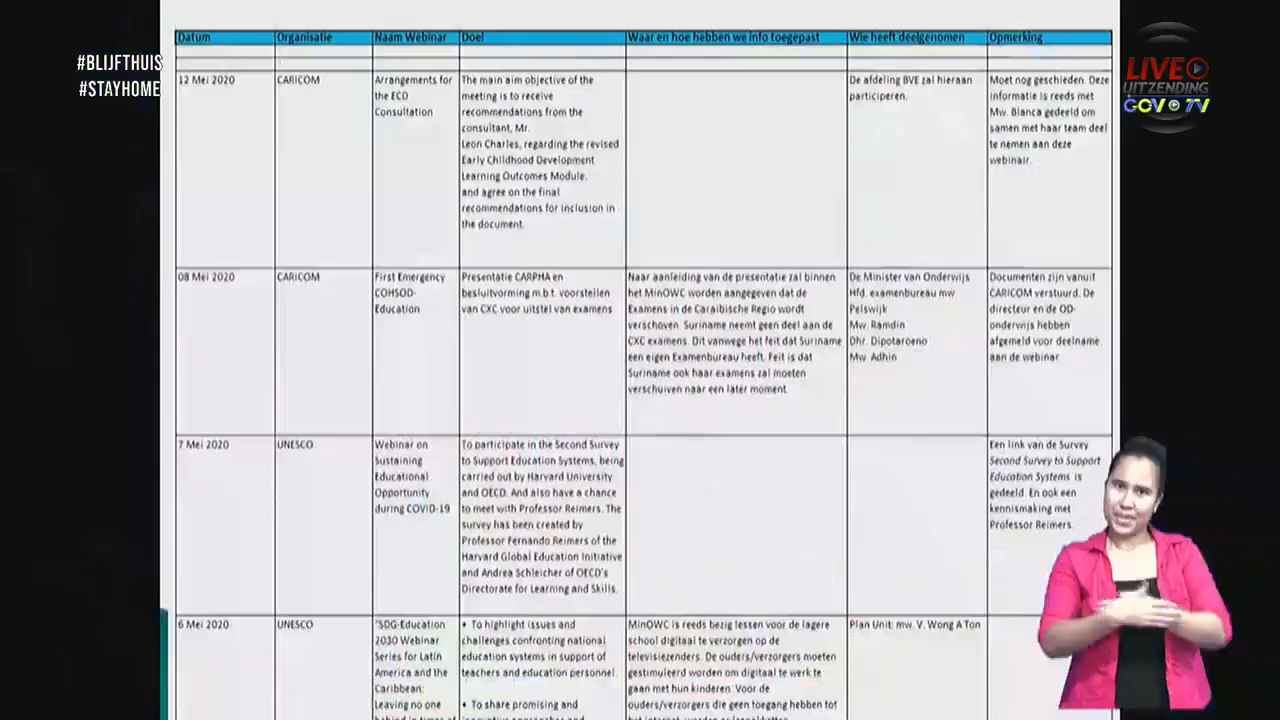 #BLIJFTHUIS
#STAYHOME
LIVE
UITZENDING
GOV TV
Datum Organisatie Naam Webinar Doel Waar en hoe hebben we info toegepast Wie heeft deelgenomen Opmerking
12 Mei 2020
CARICOM
Arrangements for
the ECD
Consultation
The main aim objective of the
meeting is to receive
recommendations from the
consultant, Mr.
Leon Charles, regarding the revised
Early Childhood Development
Learning Outcomes Module.
and agree on the final
recommendations for inclusion in
the document.
De afdeling BVE zal hieraan
participeren.
Moet nog geschieden. Deze
informatie is reeds met
Mw. Blanca gedeeld om
samen met haar team deel
te nemen aan deze
webinair.
08 Mei 2020
CARICOM
First Emergency
COHSOD-
Education
Presentatie CARPHA en
besluitvorming m.b.t. voorstellen
van CXC voor uitstel van examens
Naar aanleiding van de presentatie zal binnen
het MinOWC worden aangegeven dat de
Examens in de Caraibische Regio wordt
verschoven. Suriname neemt geen deel aan de
CXC examens. Dit vanwege het feit dat Suriname
een eigen Examenbureau heeft. Feit is dat
Suriname ook haar examens zal moeten
verschuiven naar een later moment.
De Minister van Onderwijs
Hfd. examenbureau mw
Pelswijk
Mw. Ramdin
Dhr. Dipotaroeno
Mw. Adhin
Documenten zijn vanuit
CARICOM verstuurd. De
directeur en de OD-
onderwijs hebben
afgemeld voor deelname
aan de webinar
7 Mei 2020
UNESCO
Webinar on
Sustaining
Educational
Opportunity
during COVID-19
To participate in the Second Survey
to Support Education Systems, being
carried out by Harvard University
and OECD. And also have a chance
to meet with Professor Reimers. The
survey has been created by
Professor Fernando Reimers of the
Harvard Global Education Initiative
and Andrea Schleicher of OECD's
Directorate for Learning and Skills.
Een link van de Survey
Second Survey to Support
Education Systems is
gedeeld. En ook een
kennismaking met
Professor Reimers.
6 Mei 2020
UNESCO
"SDG-Education
2030 Webinar
Series for Latin
America and the
Caribbean:
Leaving no one
• To highlight issues and
challenges confronting national
education systems in support of
teachers and education personnel.
• To share promising and
MinOWC is reeds bezig lessen voor de lagere
school digitaal te verzorgen op de
televisiezenders. De ouders/verzorgers moeten
gestimuleerd worden om digitaal te werk te
gaan met hun kinderen. Voor de
ouders/verzorgers die geen toegang hebben tot
Plan Unit: mw. V. Wong A Ton